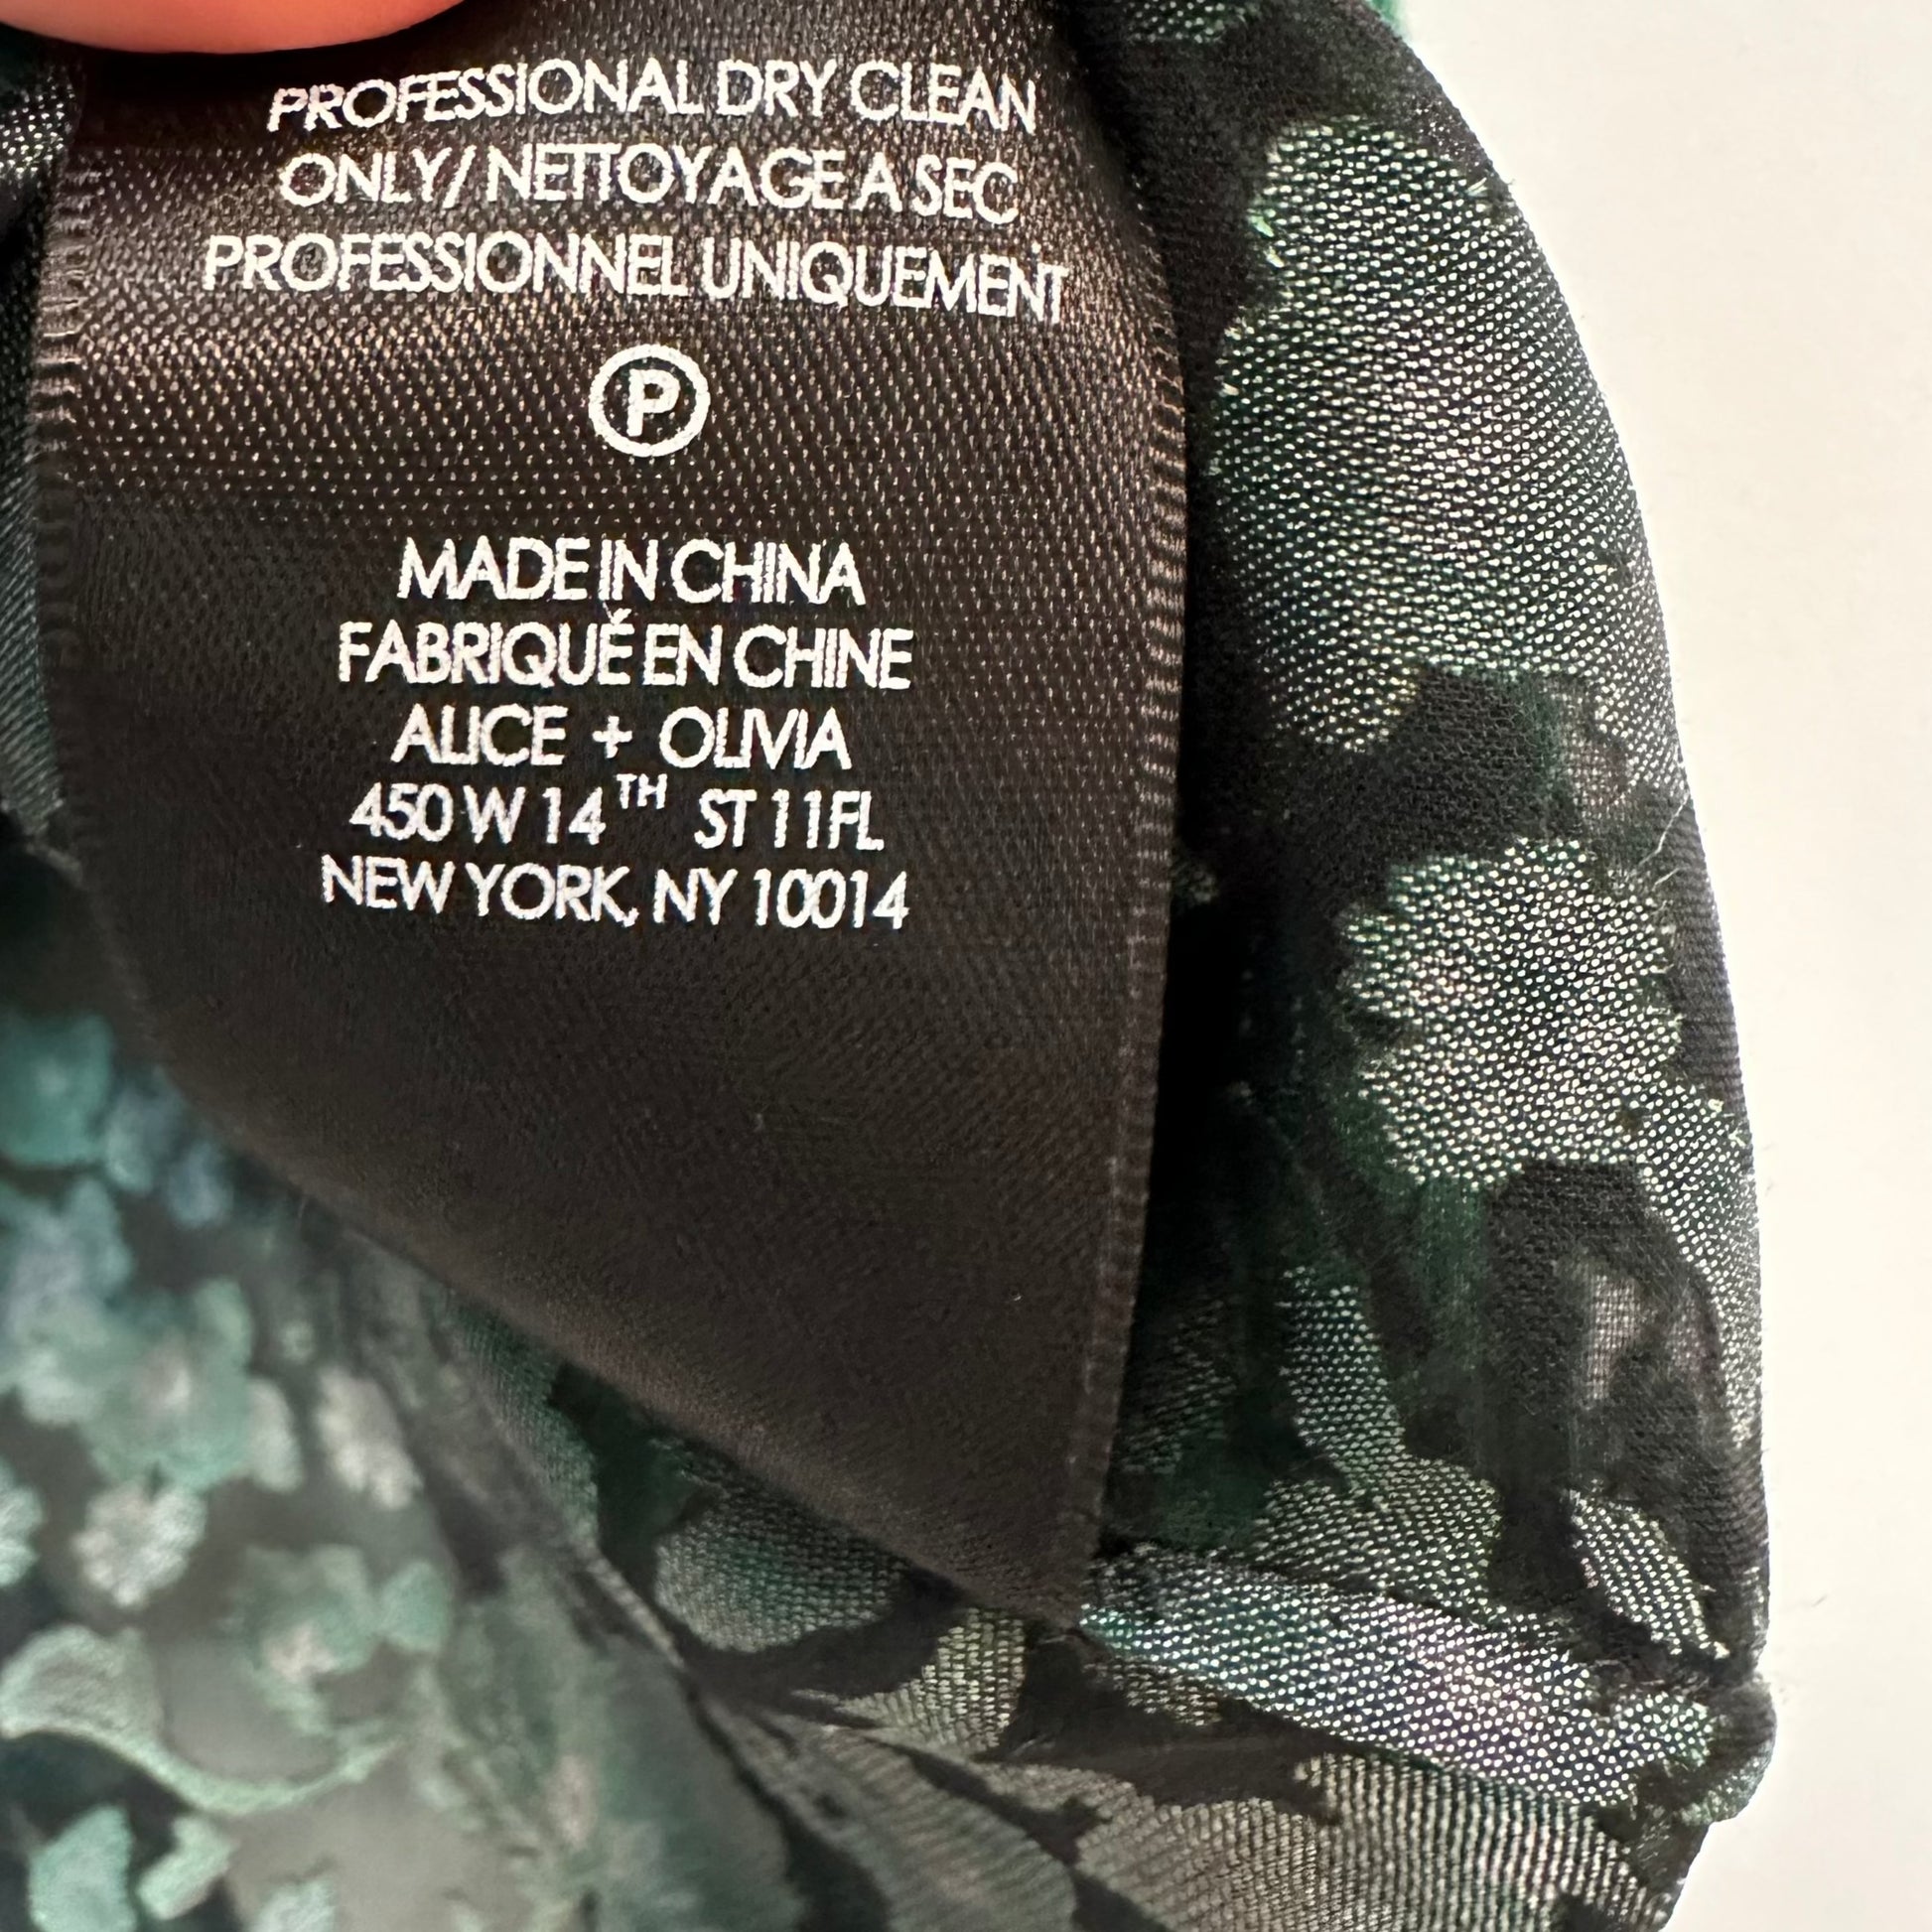 PROFESSIONAL DRY CLEAN
ONLY/ NETTOYAGE A SEC
PROFESSIONNEL UNIQUEMENT
P
MADE IN CHINA
FABRIQUÉ EN CHINE
ALICE + OLIVIA
450 W 14TH ST 11FL
NEW YORK, NY 10014